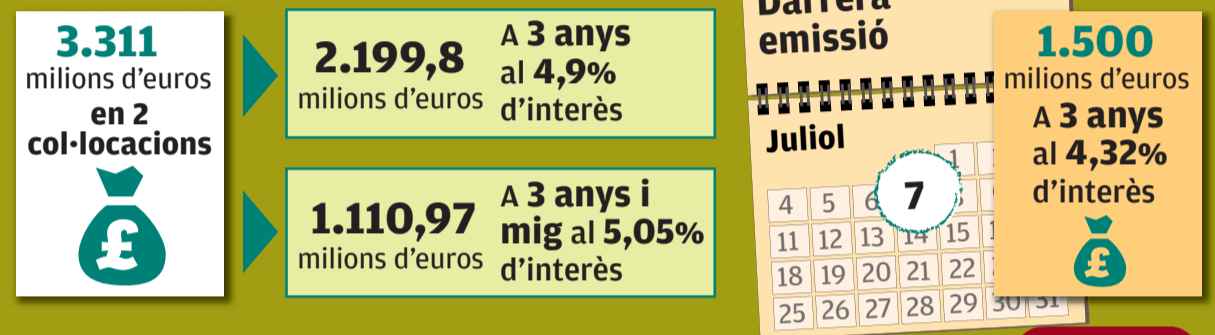 3.311
milions d'euros
en 2
col·locacions
£
2.199,8
milions d'euros
A 3 anys
al 4,9%
d'interès
1.110,97
milions d'euros
A 3 anys i
mig al 5,05%
d'interès
Darrera
emissió
Juliol
1
4 5 6 7
11 12 13 14 15
18 19 20 21 22
25 26 27 28 29 30 31
1.500
milions d'euros
A 3 anys
al 4,32%
d'interès
£